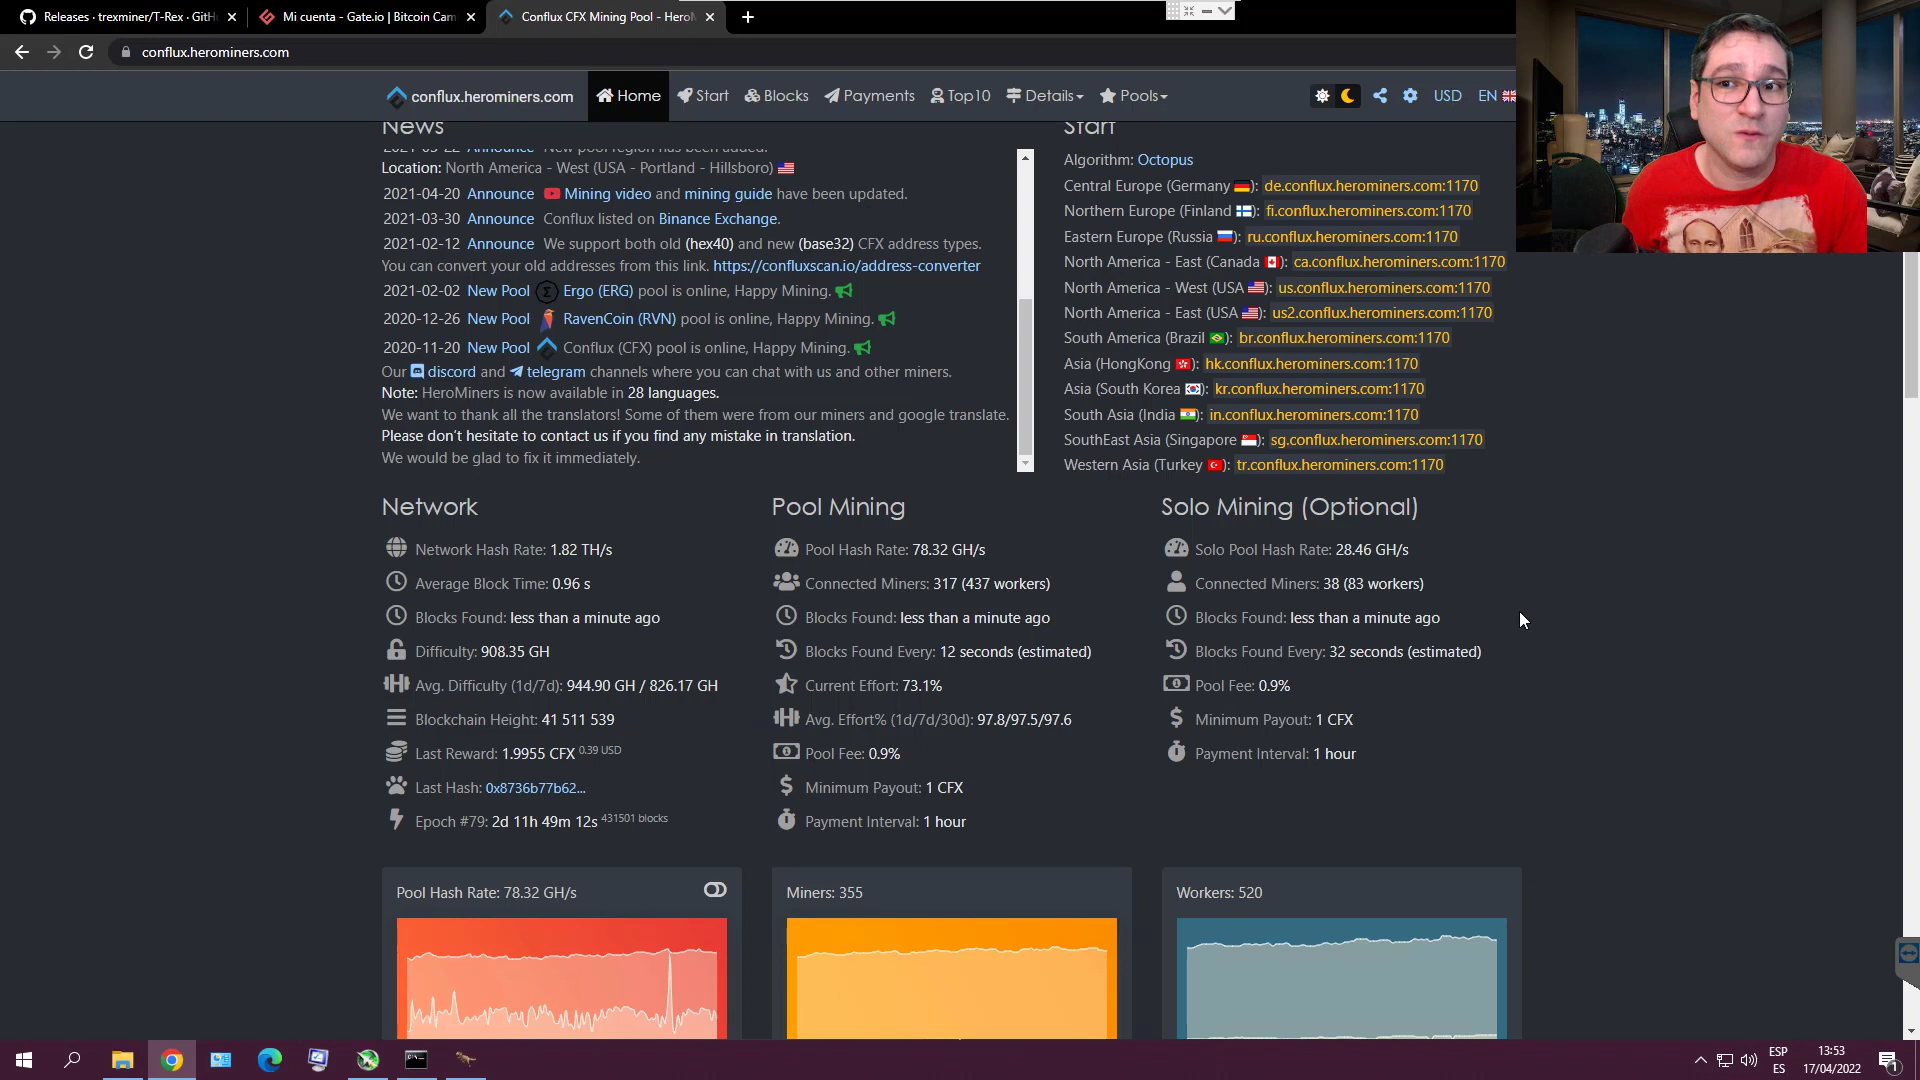 Releases · trexminer/T-Rex · GitH
Mi cuenta - Gate.io | Bitcoin Cam
Conflux CFX Mining Pool - HeroM
conflux.herominers.com
conflux.herominers.com
Home
Start
Blocks
Payments
Top10
Details
Pools
USD
EN
News
Announce New pool region has been added.
Location: North America - West (USA - Portland - Hillsboro)
2021-04-20 Announce Mining video and mining guide have been updated.
2021-03-30 Announce Conflux listed on Binance Exchange.
2021-02-12 Announce We support both old (hex40) and new (base32) CFX address types.
You can convert your old addresses from this link. https://confluxscan.io/address-converter
2021-02-02 New Pool Ergo (ERG) pool is online, Happy Mining.
2020-12-26 New Pool RavenCoin (RVN) pool is online, Happy Mining.
2020-11-20 New Pool Conflux (CFX) pool is online, Happy Mining.
Our discord and telegram channels where you can chat with us and other miners.
Note: HeroMiners is now available in 28 languages.
We want to thank all the translators! Some of them were from our miners and google translate.
Please don't hesitate to contact us if you find any mistake in translation.
We would be glad to fix it immediately.
Start
Algorithm: Octopus
Central Europe (Germany ): de.conflux.herominers.com:1170
Northern Europe (Finland ): fi.conflux.herominers.com:1170
Eastern Europe (Russia ): ru.conflux.herominers.com:1170
North America - East (Canada ): ca.conflux.herominers.com:1170
North America - West (USA ): us.conflux.herominers.com:1170
North America - East (USA ): us2.conflux.herominers.com:1170
South America (Brazil ): br.conflux.herominers.com:1170
Asia (HongKong ): hk.conflux.herominers.com:1170
Asia (South Korea ): kr.conflux.herominers.com:1170
South Asia (India ): in.conflux.herominers.com:1170
SouthEast Asia (Singapore ): sg.conflux.herominers.com:1170
Western Asia (Turkey ): tr.conflux.herominers.com:1170
Network
Network Hash Rate: 1.82 TH/s
Average Block Time: 0.96 s
Blocks Found: less than a minute ago
Difficulty: 908.35 GH
Avg. Difficulty (1d/7d): 944.90 GH / 826.17 GH
Blockchain Height: 41 511 539
Last Reward: 1.9955 CFX 0.39 USD
Last Hash: 0x8736b77b62...
Epoch #79: 2d 11h 49m 12s 431501 blocks
Pool Mining
Pool Hash Rate: 78.32 GH/s
Connected Miners: 317 (437 workers)
Blocks Found: less than a minute ago
Blocks Found Every: 12 seconds (estimated)
Current Effort: 73.1%
Avg. Effort% (1d/7d/30d): 97.8/97.5/97.6
Pool Fee: 0.9%
Minimum Payout: 1 CFX
Payment Interval: 1 hour
Solo Mining (Optional)
Solo Pool Hash Rate: 28.46 GH/s
Connected Miners: 38 (83 workers)
Blocks Found: less than a minute ago
Blocks Found Every: 32 seconds (estimated)
Pool Fee: 0.9%
Minimum Payout: 1 CFX
Payment Interval: 1 hour
Pool Hash Rate: 78.32 GH/s
Miners: 355
Workers: 520
ESP
ES
13:53
17/04/2022
1